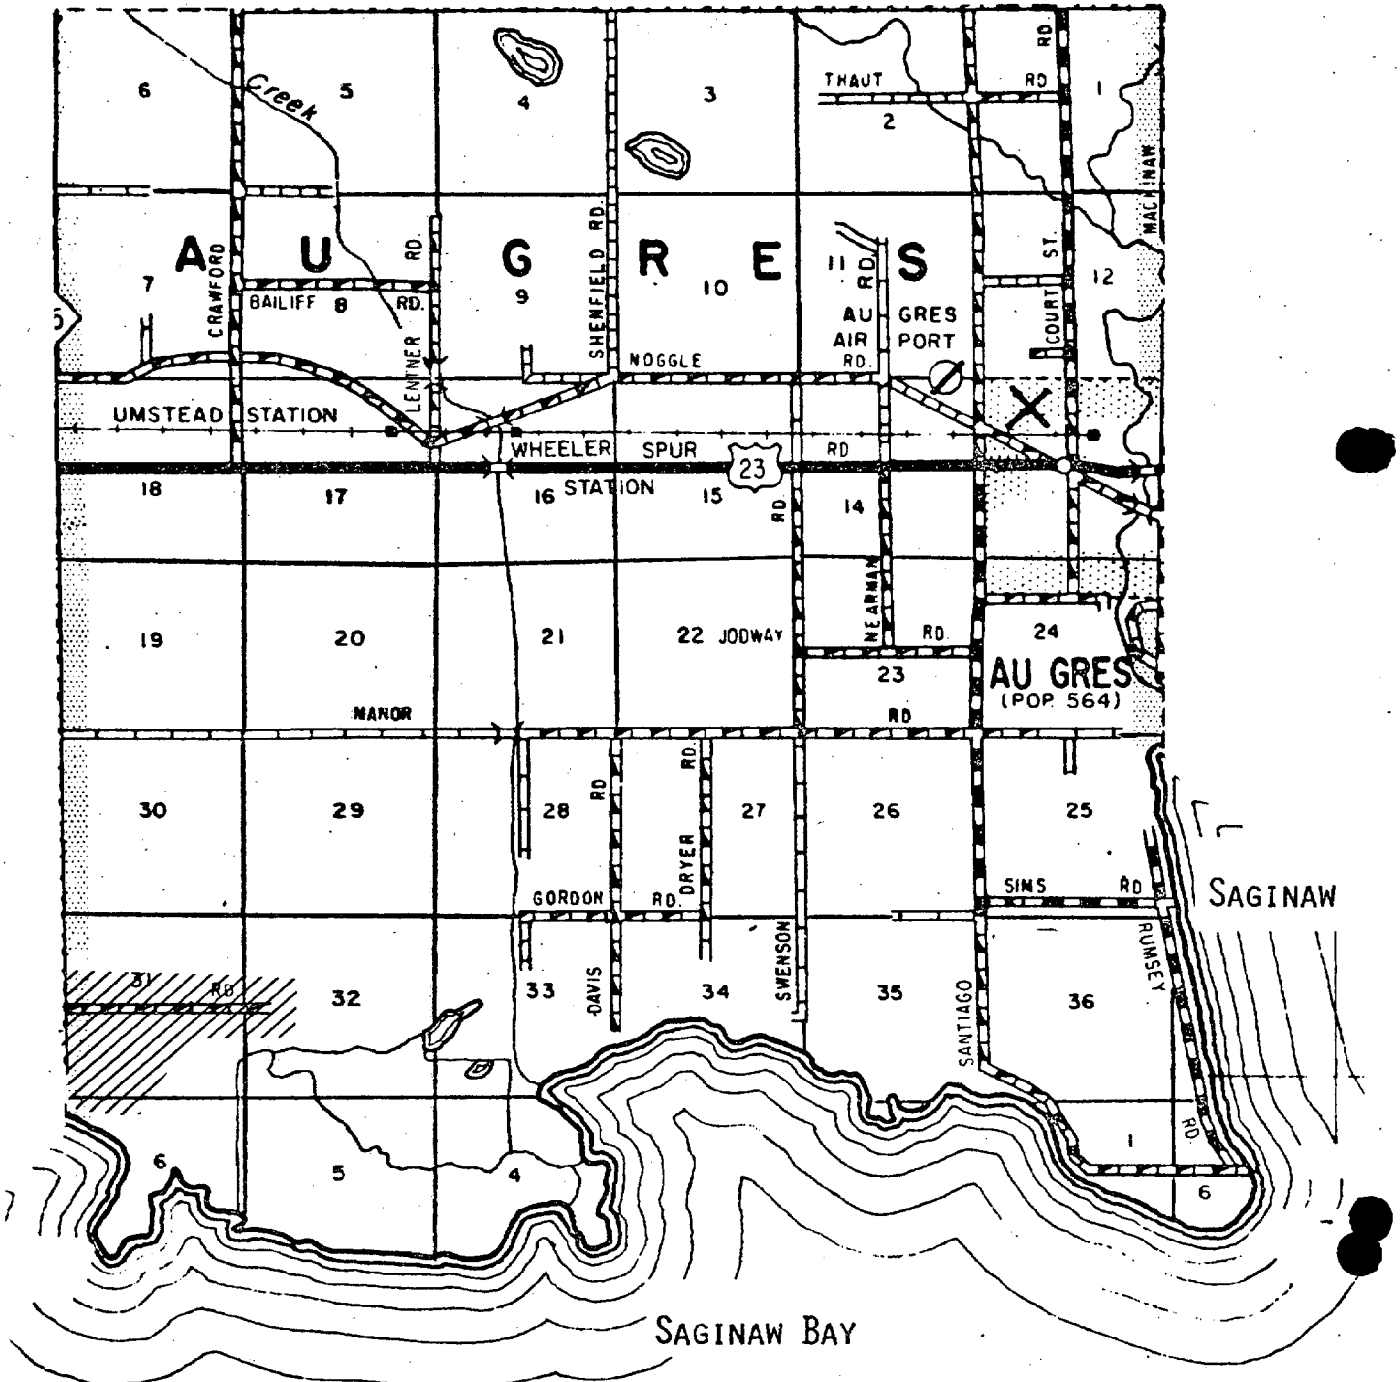 6
5
4
3
1
Creek
THAUT RD
2
RD
MACKINAW
A U G R E S
7
CRAWFORD
BAILIFF 8 RD.
RD.
LENTNER
9
SHENFIELD RD.
10
11
RD.
AU GRES
AIR PORT
COURT ST
12
NOGGLE RD.
X
UMSTEAD STATION
WHEELER SPUR RD
STATION
23
18
17
16
15
14
RD
NEARMAN
19
20
21
22
JODWAY RD.
23
24
AU GRES
(POP. 564)
MANOR RD
30
29
28
27
26
25
RD
DRYER RD.
GORDON RD.
SIMS RD
SAGINAW
31
RD
32
33
DAVIS
34
SWENSON
35
SANTIAGO
36
RUMSEY
RD
6
5
4
1
6
SAGINAW BAY